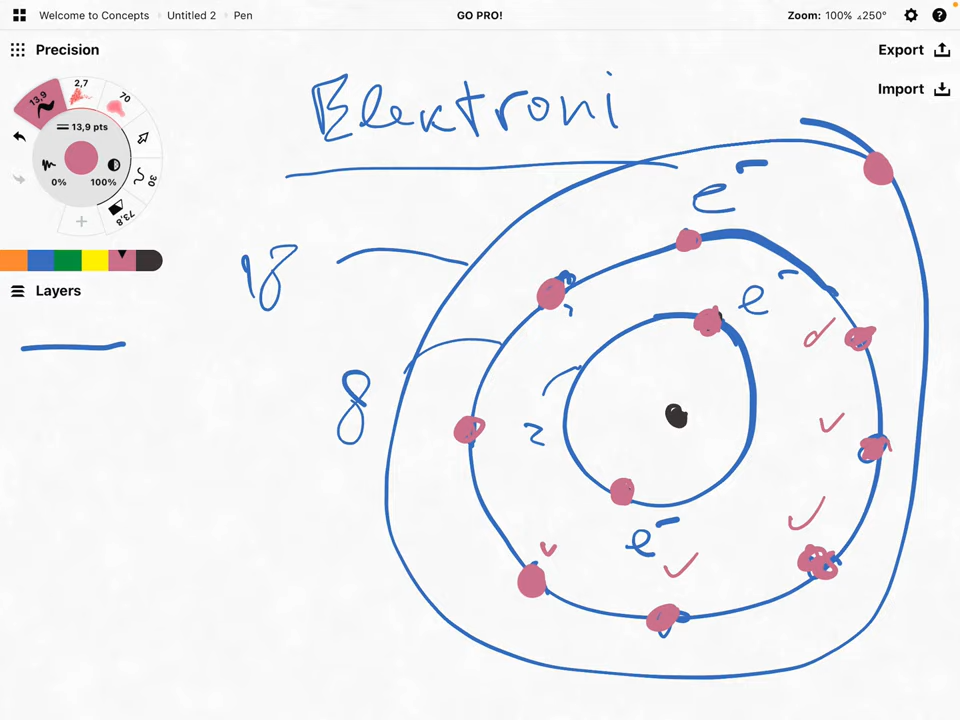 Welcome to Concepts Untitled 2 Pen GO PRO! Zoom: 100% ⊿250°
Precision Export
Import
13,9 2,7 70
13,9 pts
0% 100%
30
73,8
Layers
Elektroni
e⁻
e⁻
18
8
2
e⁻